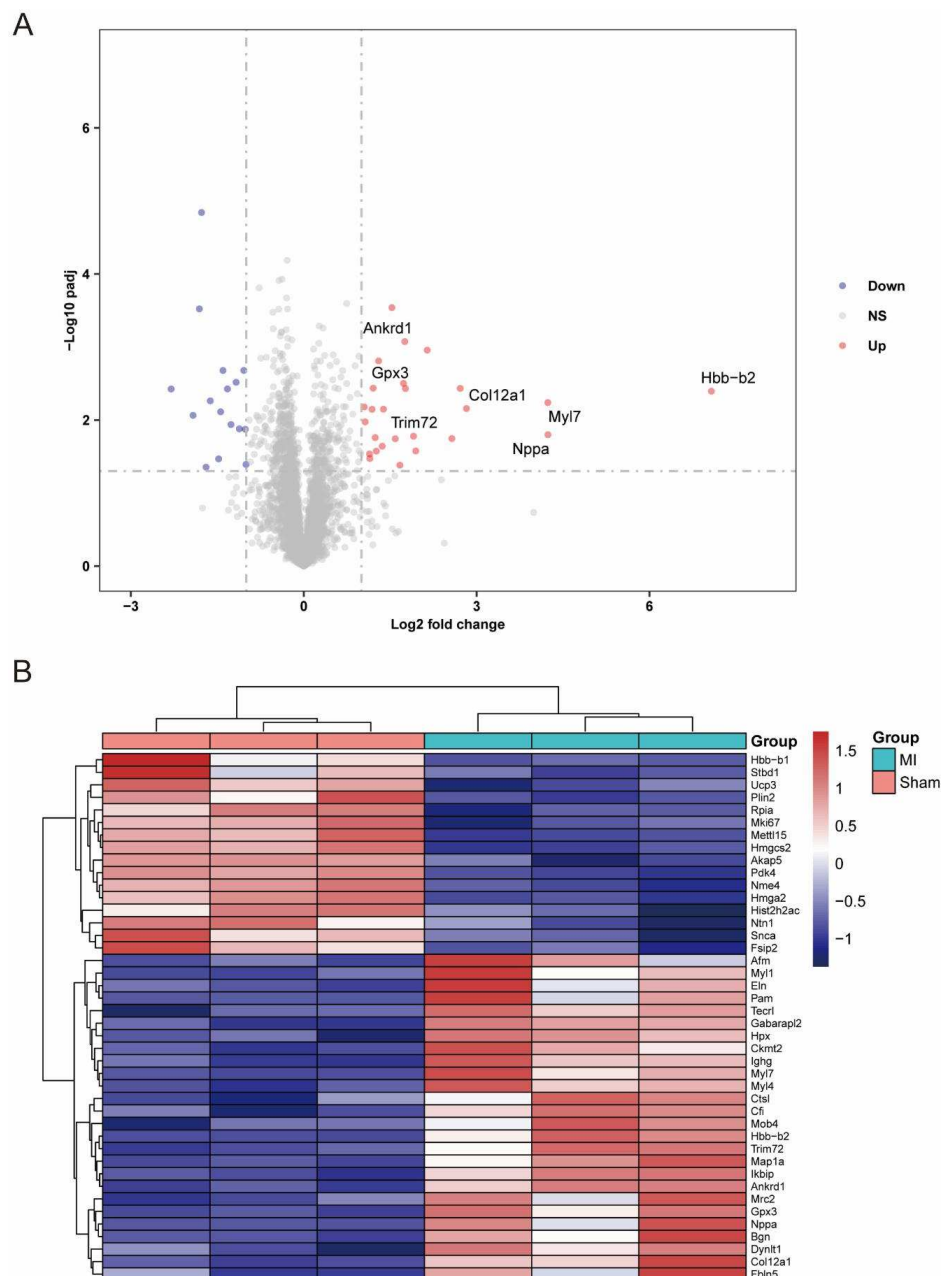 A
6
4
2
0
−Log10 padj
−3
0
3
6
Log2 fold change
Ankrd1
Gpx3
Trim72
Col12a1
Myl7
Nppa
Hbb−b2
Down
NS
Up
B
Group
Hbb−b1
Stbd1
Ucp3
Plin2
Rpia
Mki67
Mettl15
Hmgcs2
Akap5
Pdk4
Nme4
Hmga2
Hist2h2ac
Ntn1
Snca
Fsip2
Afm
Myl1
Eln
Pam
Tecrl
Gabarapl2
Hpx
Ckmt2
Ighg
Myl7
Myl4
Ctsl
Cfi
Mob4
Hbb−b2
Trim72
Map1a
Ikbip
Ankrd1
Mrc2
Gpx3
Nppa
Bgn
Dynlt1
Col12a1
Fbln5
1.5
1
0.5
0
−0.5
−1
Group
MI
Sham